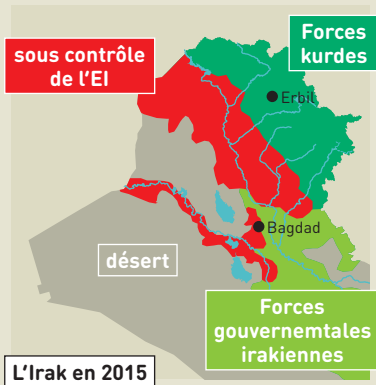 Forces
kurdes
sous contrôle
de l'EI
Erbil
Bagdad
désert
Forces
gouvernemtales
irakiennes
L'Irak en 2015